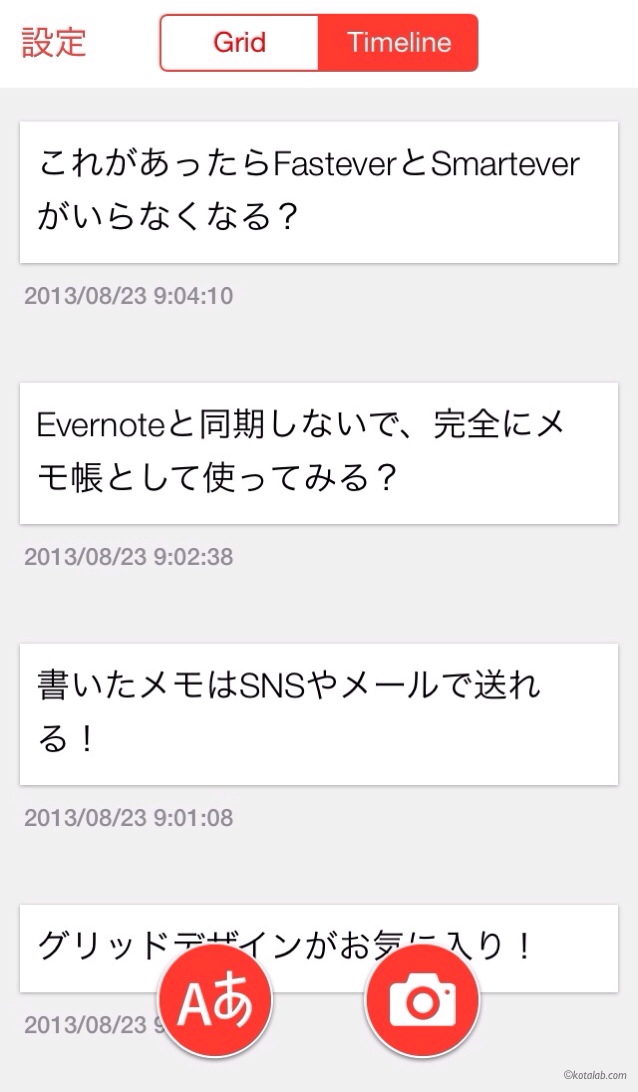 設定
Grid
Timeline
これがあったらFasteverとSmartever
がいらなくなる？
2013/08/23 9:04:10
Evernoteと同期しないで、完全にメ
モ帳として使ってみる？
2013/08/23 9:02:38
書いたメモはSNSやメールで送れ
る！
2013/08/23 9:01:08
グリッドデザインがお気に入り！
2013/08/23 9
Aあ
©kotalab.com